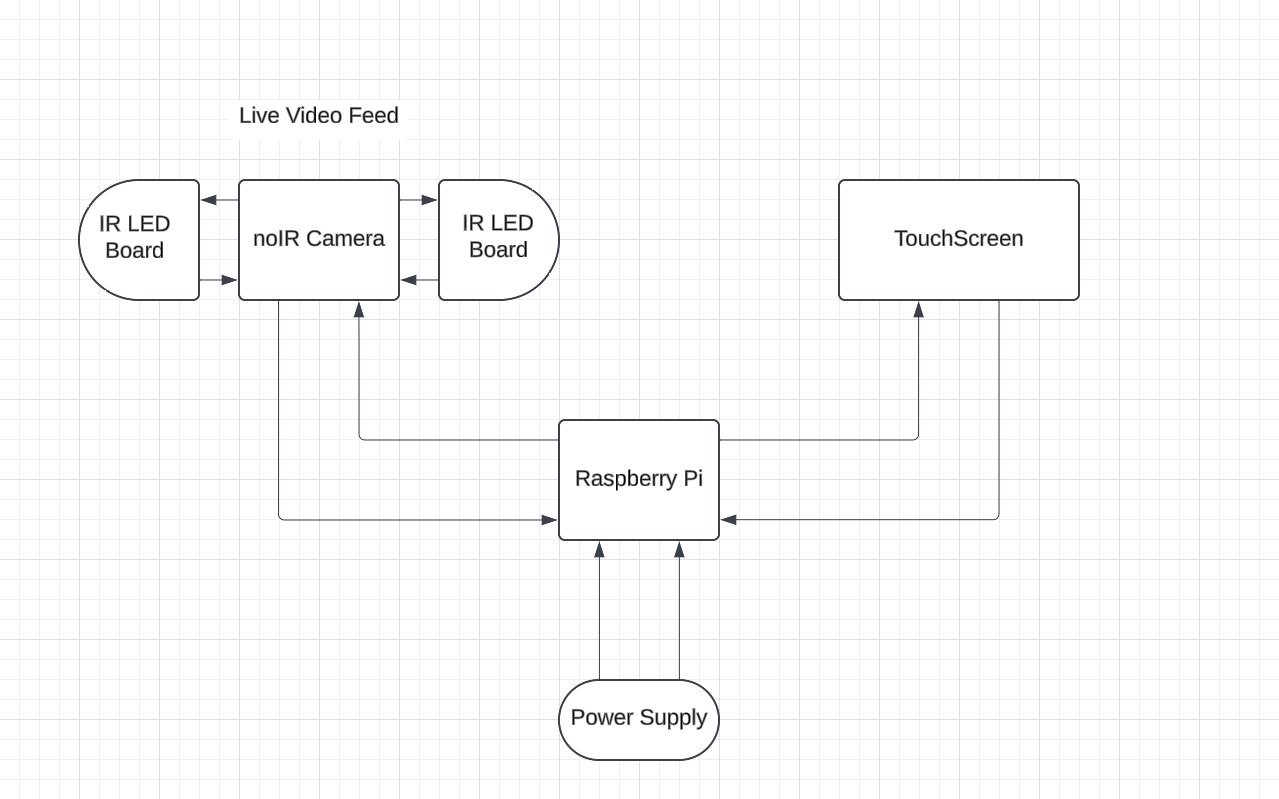 Live Video Feed
IR LED
Board
noIR Camera
IR LED
Board
TouchScreen
Raspberry Pi
Power Supply